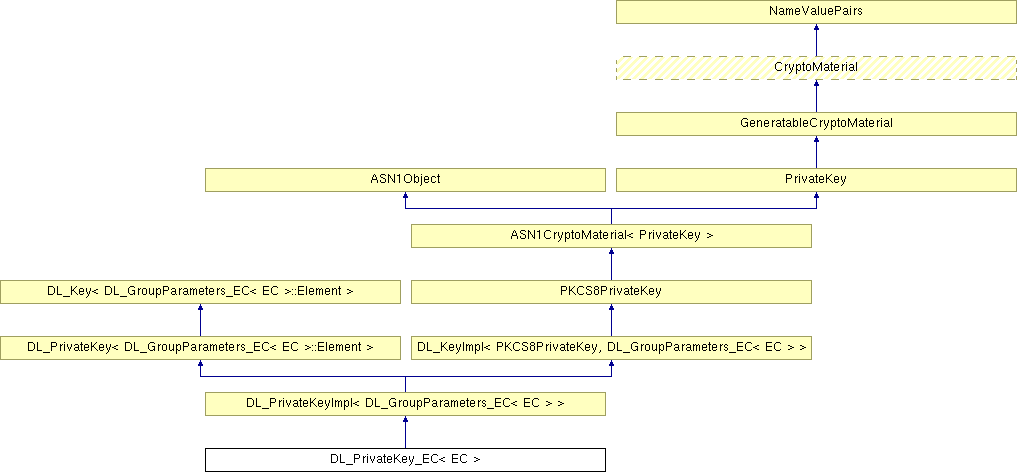 NameValuePairs
CryptoMaterial
GeneratableCryptoMaterial
ASN1Object
PrivateKey
ASN1CryptoMaterial< PrivateKey >
DL_Key< DL_GroupParameters_EC< EC >::Element >
PKCS8PrivateKey
DL_PrivateKey< DL_GroupParameters_EC< EC >::Element >
DL_KeyImpl< PKCS8PrivateKey, DL_GroupParameters_EC< EC > >
DL_PrivateKeyImpl< DL_GroupParameters_EC< EC > >
DL_PrivateKey_EC< EC >